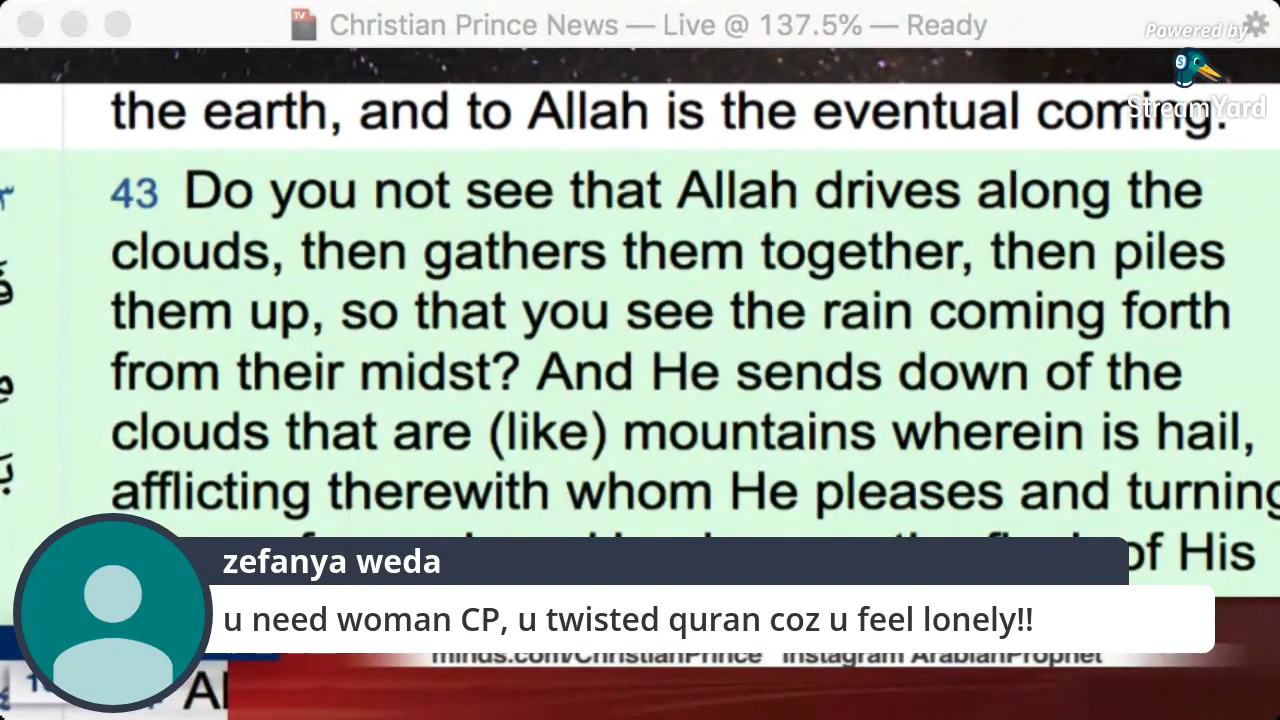 Christian Prince News — Live @ 137.5% — Ready
Powered by
StreamYard
the earth, and to Allah is the eventual coming.
43 Do you not see that Allah drives along the
clouds, then gathers them together, then piles
them up, so that you see the rain coming forth
from their midst? And He sends down of the
clouds that are (like) mountains wherein is hail,
afflicting therewith whom He pleases and turning
of His
zefanya weda
u need woman CP, u twisted quran coz u feel lonely!!
minds.com/ChristianPrince Instagram ArabianProphet